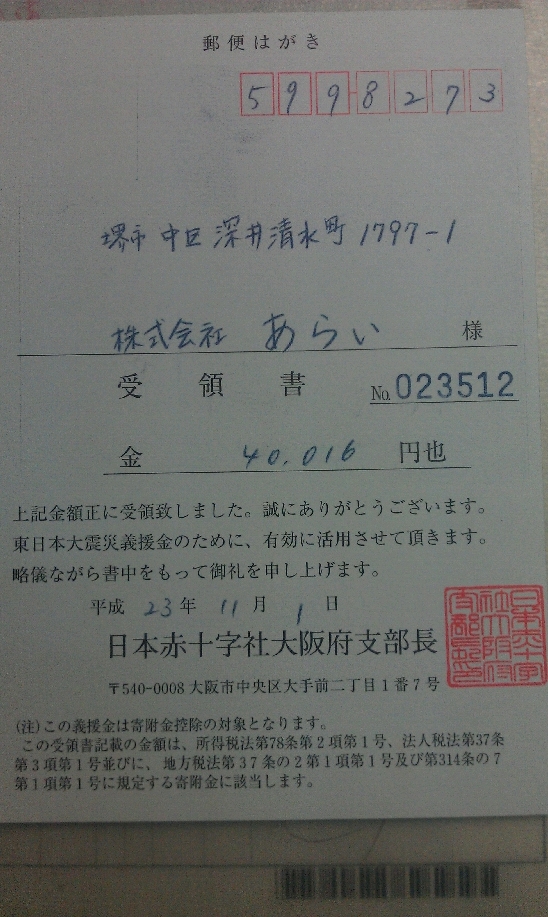 郵便はがき
5998273
堺市 中区 深井清水町 1797-1
株式会社 あらい 様
受領書 No.023512
金 40,016 円也
上記金額正に受領致しました。誠にありがとうございます。
東日本大震災義援金のために、有効に活用させて頂きます。
略儀ながら書中をもって御礼を申し上げます。
平成 23年 11月 1日
日本赤十字社大阪府支部長
〒540-0008 大阪市中央区大手前二丁目1番7号
(注)この義援金は寄附金控除の対象となります。
この受領書記載の金額は、所得税法第78条第2項第1号、法人税法第37条
第3項第1号並びに、地方税法第37条の2第1項第1号及び第314条の7
第1項第1号に規定する寄附金に該当します。